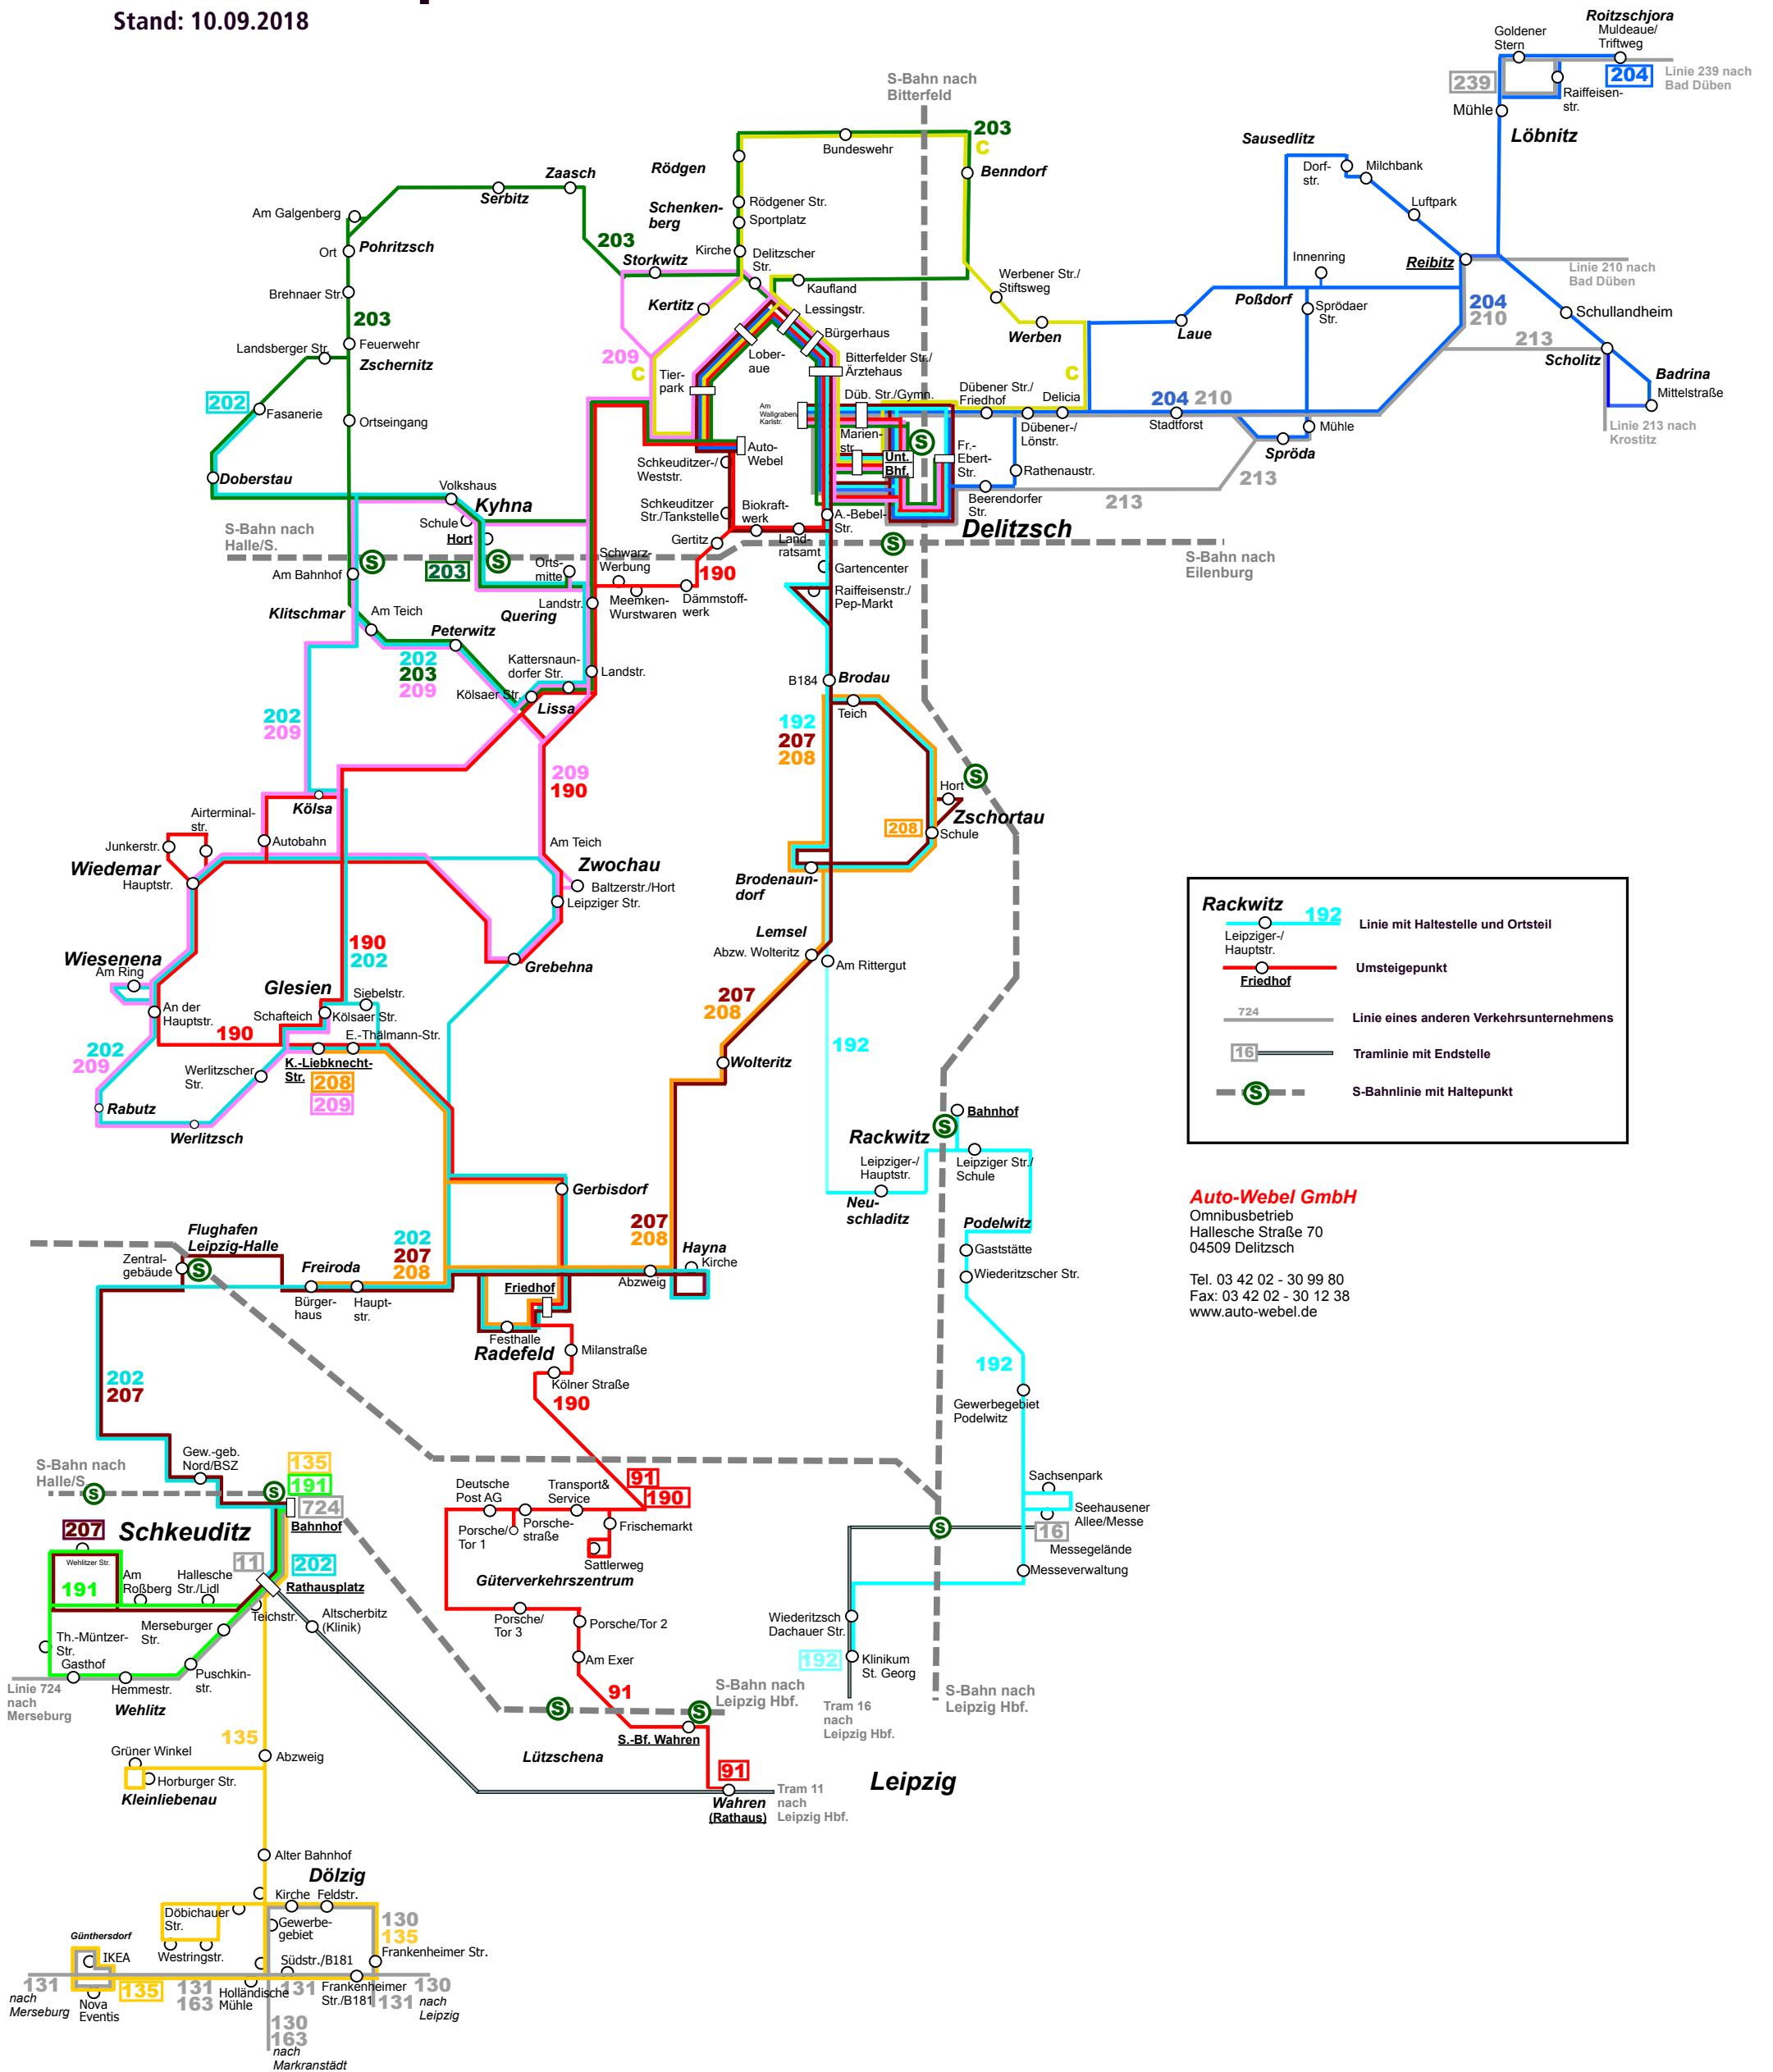 Stand: 10.09.2018
Roitzschjora
Muldeaue/
Triftweg
Goldener
Stern
204
Linie 239 nach
Bad Düben
239
Raiffeisen-
str.
Mühle
Löbnitz
S-Bahn nach
Bitterfeld
203
C
Bundeswehr
Benndorf
Rödgen
Rödgener Str.
Schenken-
berg
Sportplatz
Kirche
Delitzscher
Str.
Sausedlitz
Dorf-
str.
Milchbank
Luftpark
Innenring
Reibitz
Linie 210 nach
Bad Düben
Poßdorf
Sprödaer
Str.
204
210
Schullandheim
213
Scholitz
Badrina
Mittelstraße
Linie 213 nach
Krostitz
Laue
Zaasch
Serbitz
Am Galgenberg
Ort
Pohritzsch
Brehnaer Str.
203
Feuerwehr
Zschernitz
Landsberger Str.
202
Fasanerie
Ortseingang
Doberstau
203
Storkwitz
Kertitz
209
C
Kaufland
Lessingstr.
Bürgerhaus
Lober-
aue
Tier-
park
Bitterfelder Str./
Ärztehaus
Werbener Str./
Stiftsweg
Werben
C
Dübener Str./
Friedhof
Delicia
204 210
Stadtforst
Dübener-/
Lönstr.
Mühle
Spröda
213
213
Rathenaustr.
Beerendorfer
Str.
Düb. Str./Gymn.
Am
Wallgraben/
Karlstr.
Marien-
str.
Unt.
Bhf.
Fr.-
Ebert-
Str.
Auto-
Webel
Schkeuditzer-/
Weststr.
Schkeuditzer
Str./Tankstelle
Biokraft-
werk
Gertitz
Land-
ratsamt
A.-Bebel-
Str.
Delitzsch
S-Bahn nach
Eilenburg
Volkshaus
Kyhna
Schule
Hort
S-Bahn nach
Halle/S.
Am Bahnhof
203
Orts-
mitte
Schwarz-
Werbung
190
Landstr.
Meemken-
Wurstwaren
Dämmstoff-
werk
Gartencenter
Raiffeisenstr./
Pep-Markt
Klitschmar
Am Teich
Peterwitz
Quering
202
203
209
Kattersnaun-
dorfer Str.
Landstr.
Kölsaer Str.
Lissa
202
209
B184
Brodau
Teich
192
207
208
209
190
Hort
Zschortau
208
Schule
Kölsa
Airterminal-
str.
Junkerstr.
Autobahn
Wiedemar
Hauptstr.
Am Teich
Zwochau
Baltzerstr./Hort
Leipziger Str.
Brodenaun-
dorf
Lemsel
Abzw. Wolteritz
Am Rittergut
Grebehna
190
202
Wiesenena
Am Ring
An der
Hauptstr.
Glesien
Siebelstr.
Schafteich
Kölsaer Str.
190
E.-Thälmann-Str.
202
209
Werlitzscher
Str.
K.-Liebknecht-
Str.
208
209
Rabutz
Werlitzsch
207
208
192
Wolteritz
Rackwitz
192
Leipziger-/
Hauptstr.
Linie mit Haltestelle und Ortsteil
Umsteigepunkt
Friedhof
724
Linie eines anderen Verkehrsunternehmens
16
Tramlinie mit Endstelle
S-Bahnlinie mit Haltepunkt
Bahnhof
Rackwitz
Leipziger-/
Hauptstr.
Leipziger Str./
Schule
Neu-
schladitz
Podelwitz
Gaststätte
Wiederitzscher Str.
Auto-Webel GmbH
Omnibusbetrieb
Hallesche Straße 70
04509 Delitzsch
Tel. 03 42 02 - 30 99 80
Fax: 03 42 02 - 30 12 38
www.auto-webel.de
Gerbisdorf
207
208
Hayna
Kirche
Abzweig
Flughafen
Leipzig-Halle
Zentral-
gebäude
Freiroda
202
207
208
Bürger-
haus
Haupt-
str.
Friedhof
Festhalle
Radefeld
Milanstraße
Kölner Straße
190
192
Gewerbegebiet
Podelwitz
202
207
Gew.-geb.
Nord/BSZ
S-Bahn nach
Halle/S
135
191
724
Bahnhof
207
Schkeuditz
Wehlitzer Str.
191
Am
Roßberg
Hallesche
Str./Lidl
11
202
Rathausplatz
Teichstr.
Altscherbitz
(Klinik)
Merseburger
Str.
Th.-Müntzer-
Str.
Gasthof
Puschkin-
str.
Hemmestr.
Wehlitz
Linie 724
nach
Merseburg
91
190
Deutsche
Post AG
Transport&
Service
Porsche/
Tor 1
Porsche-
straße
Frischemarkt
Sattlerweg
Güterverkehrszentrum
Porsche/
Tor 3
Porsche/Tor 2
Am Exer
91
S-Bahn nach
Leipzig Hbf.
S.-Bf. Wahren
Lützschena
91
Wahren
(Rathaus)
Tram 11
nach
Leipzig Hbf.
Leipzig
Sachsenpark
Seehausener
Allee/Messe
16
Messegelände
Messeverwaltung
Wiederitzsch
Dachauer Str.
192
Klinikum
St. Georg
S-Bahn nach
Leipzig Hbf.
Tram 16
nach
Leipzig Hbf.
135
Grüner Winkel
Abzweig
Horburger Str.
Kleinliebenau
Alter Bahnhof
Dölzig
Kirche
Feldstr.
Döbichauer
Str.
Gewerbe-
gebiet
130
135
Westringstr.
Frankenheimer Str.
Günthersdorf
IKEA
Südstr./B181
131
nach
Merseburg
135
Nova
Eventis
131
163
Holländische
Mühle
131
Frankenheimer
Str./B181
131
130
nach
Leipzig
130
163
nach
Markranstädt